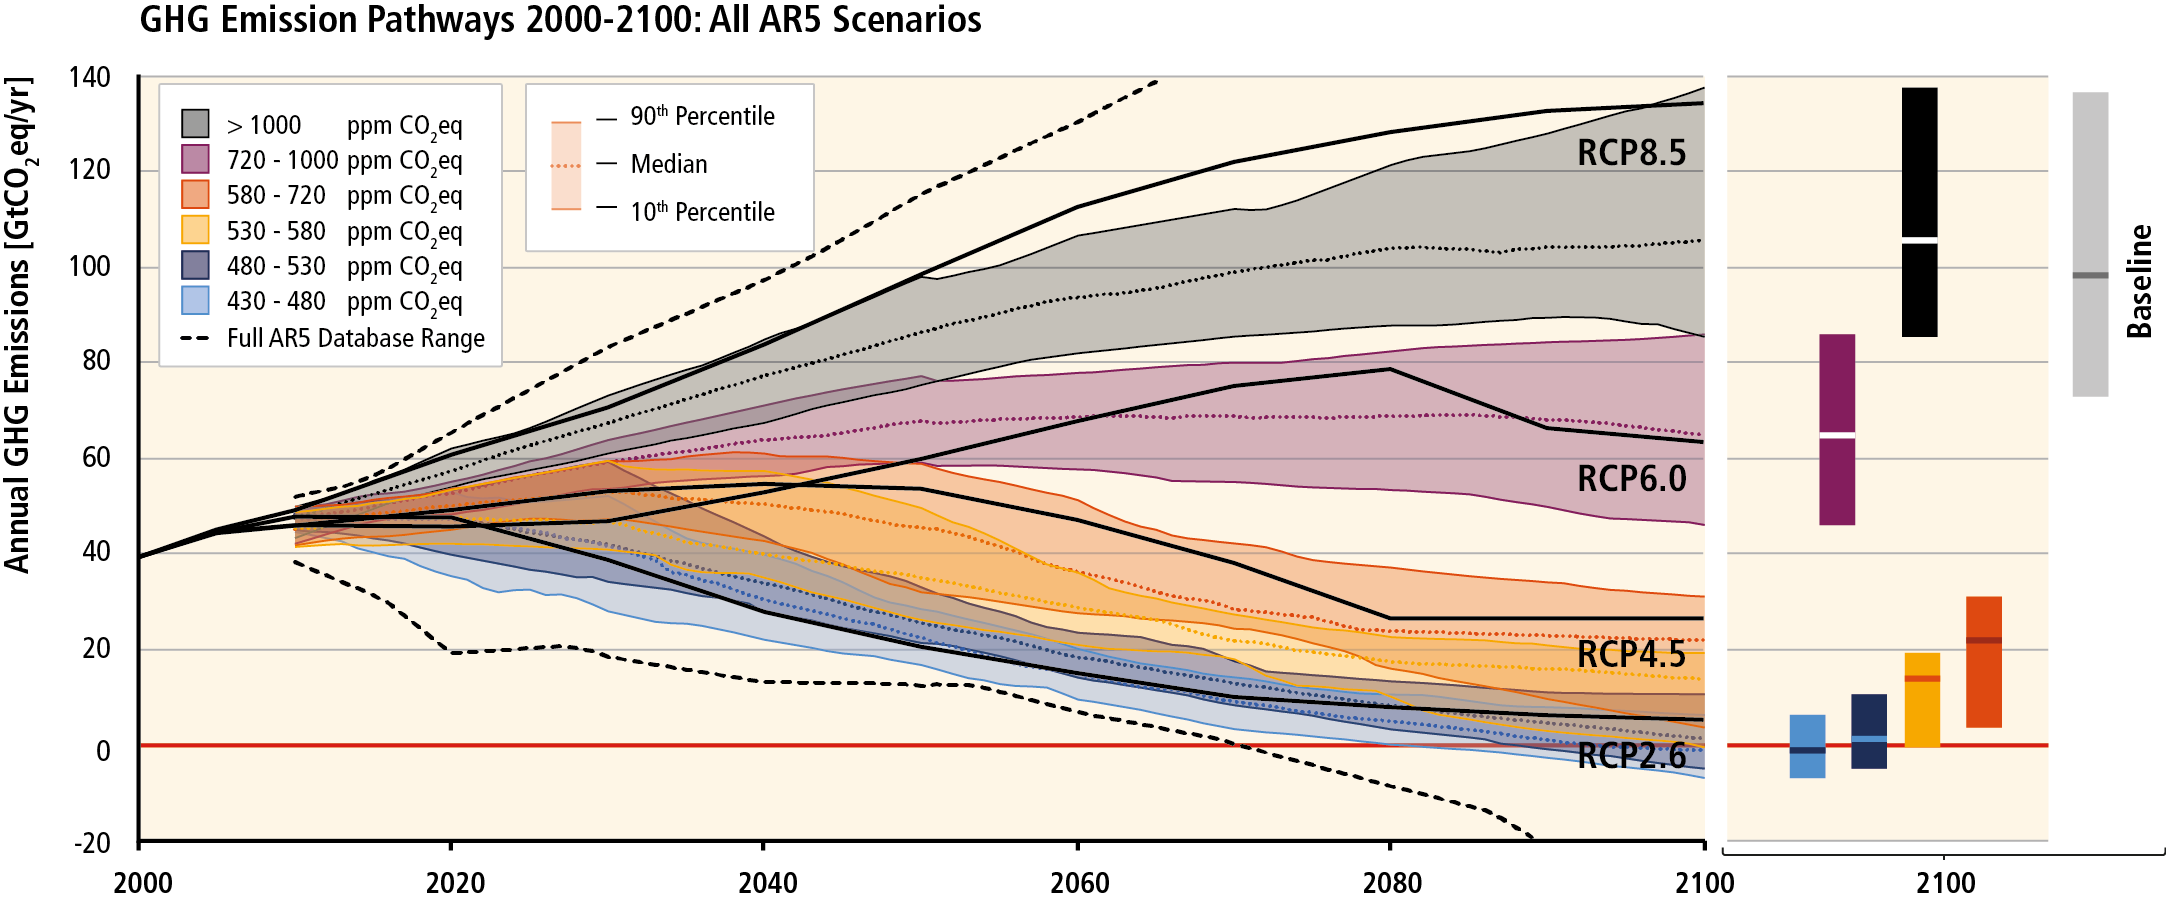 GHG Emission Pathways 2000-2100: All AR5 Scenarios
Annual GHG Emissions [GtCO₂eq/yr]
140
120
100
80
60
40
20
0
-20
> 1000 ppm CO₂eq
720 - 1000 ppm CO₂eq
580 - 720 ppm CO₂eq
530 - 580 ppm CO₂eq
480 - 530 ppm CO₂eq
430 - 480 ppm CO₂eq
Full AR5 Database Range
90th Percentile
Median
10th Percentile
RCP8.5
RCP6.0
RCP4.5
RCP2.6
Baseline
2000 2020 2040 2060 2080 2100 2100